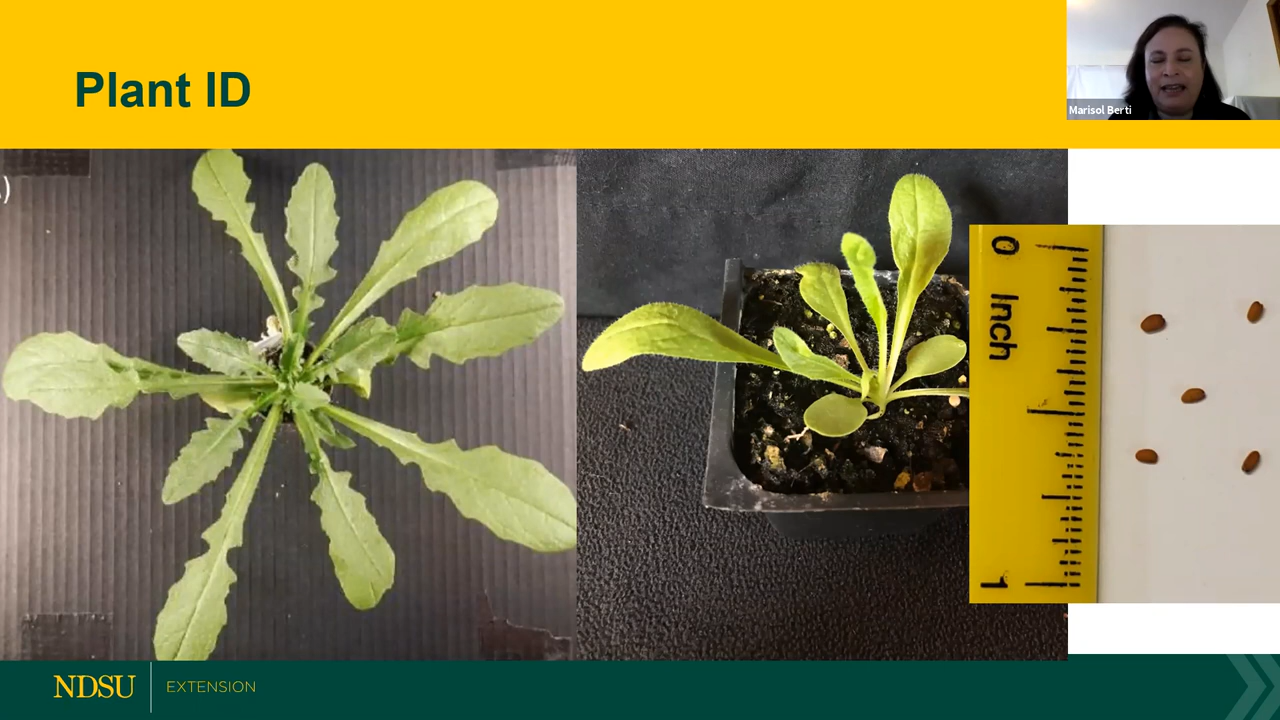 Plant ID
Marisol Berti
)
0 Inch
1
NDSU EXTENSION